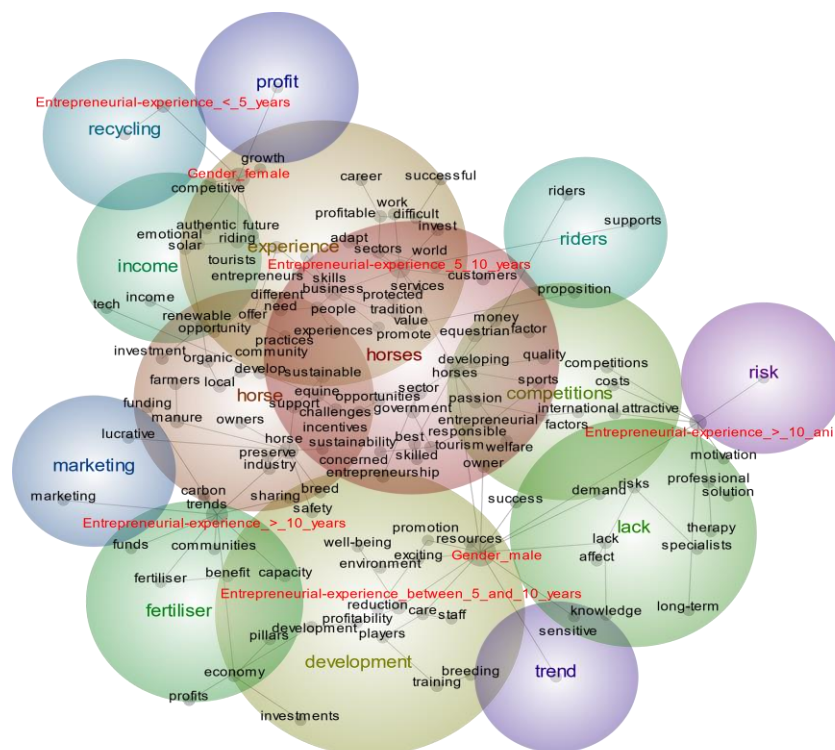 profit
Entrepreneurial-experience_<_5_years
recycling
growth
Gender_female
competitive
career
successful
work
profitable
difficult
invest
riders
supports
riders
authentic
future
emotional
riding
solar
experience
adapt
sectors
world
income
tourists
entrepreneurs
Entrepreneurial-experience_5_10_years
skills
business
services
customers
proposition
tech
income
different
need
people
protected
tradition
renewable
offer
opportunity
experiences
value
promote
money
equestrian
factor
practices
horses
investment
organic
community
developing
quality
competitions
risk
farmers
local
develop
sustainable
horses
sports
costs
horse
equine
sector
passion
competitions
funding
manure
support
opportunities
government
international
attractive
owners
challenges
entrepreneurial
factors
Entrepreneurial-experience_>_10_ani
lucrative
incentives
responsible
horse
sustainability
best
tourism
welfare
marketing
preserve
industry
concerned
skilled
owner
motivation
entrepreneurship
professional
solution
marketing
carbon
trends
sharing
breed
safety
success
demand
risks
Entrepreneurial-experience_>_10_years
promotion
resources
lack
lack
therapy
funds
communities
well-being
exciting
Gender_male
affect
specialists
environment
fertiliser
benefit
capacity
Entrepreneurial-experience_between_5_and_10_years
fertiliser
reduction
care
staff
profitability
knowledge
long-term
pillars
development
players
sensitive
economy
development
breeding
trend
training
profits
investments